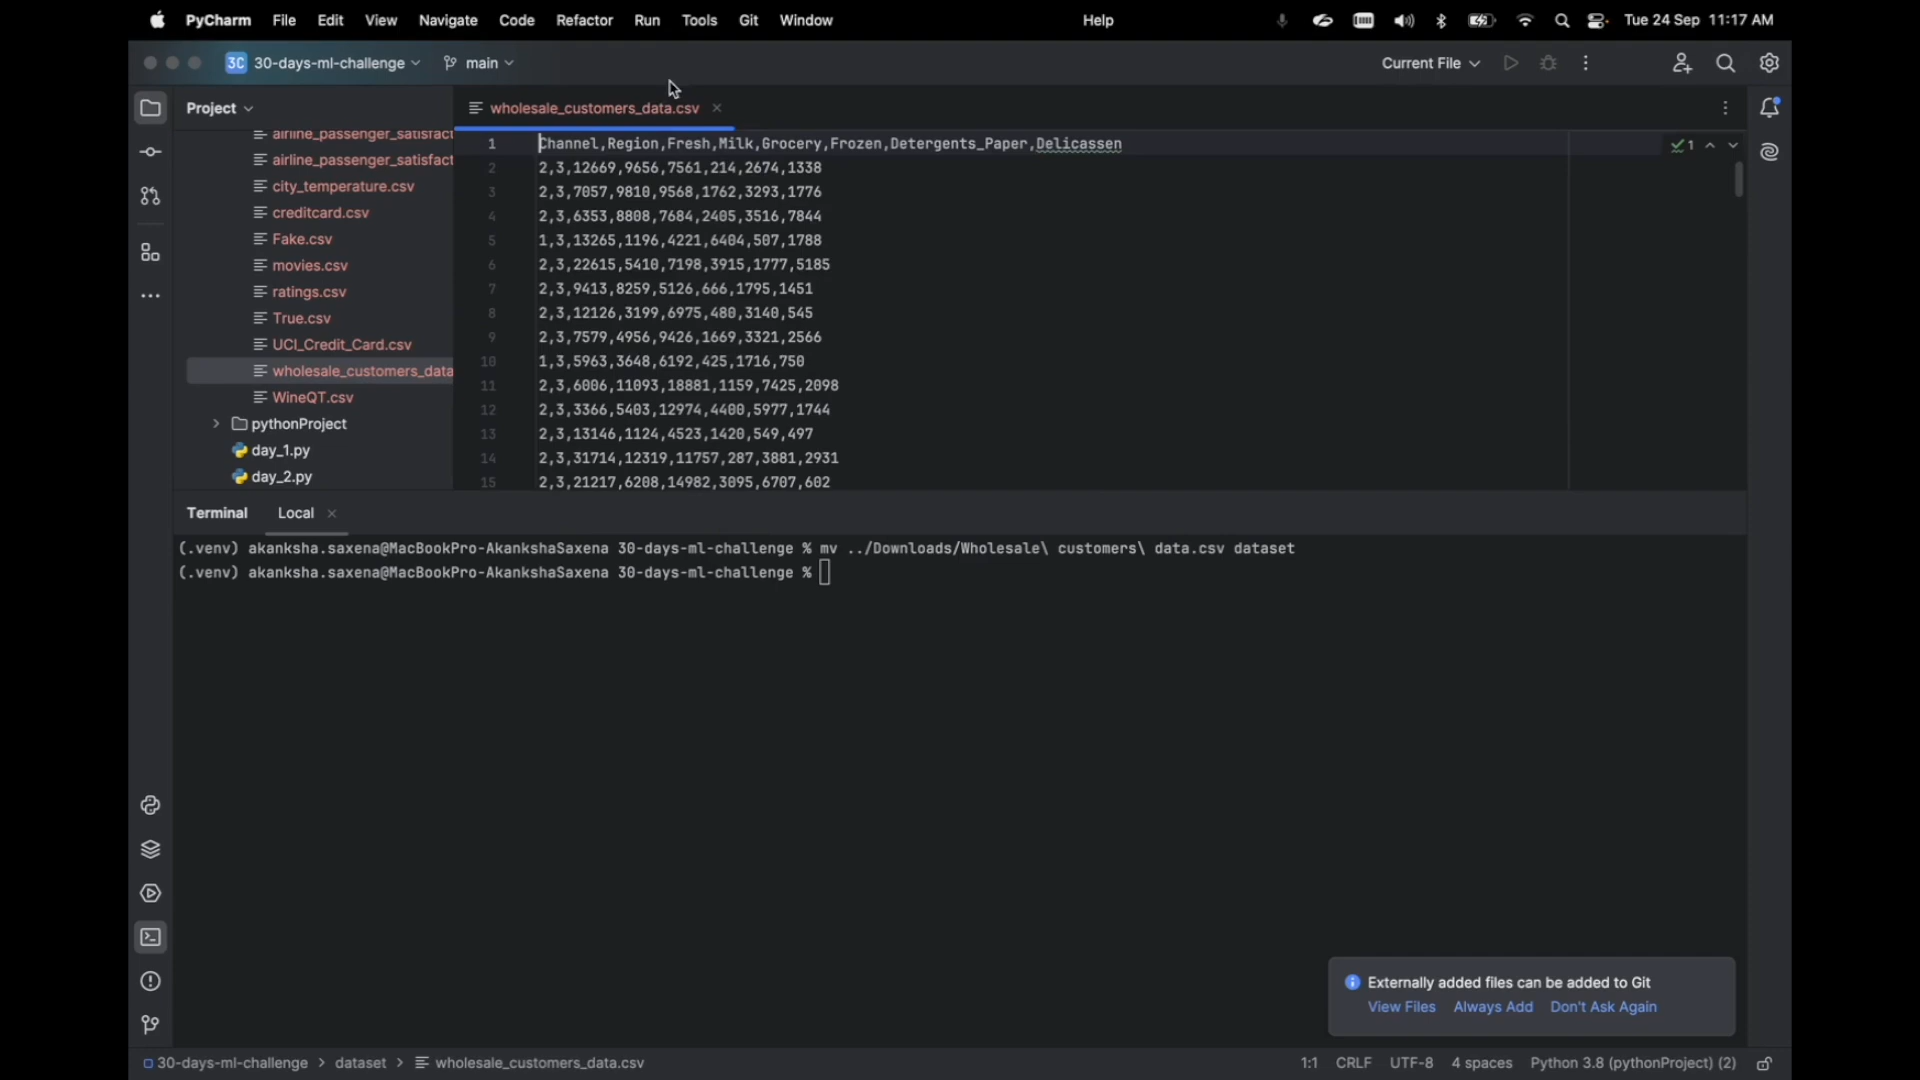 PyCharm File Edit View Navigate Code Refactor Run Tools Git Window Help Tue 24 Sep 11:17 AM
3C 30-days-ml-challenge main Current File
Project wholesale_customers_data.csv
airline_passenger_satisfact
airline_passenger_satisfact
city_temperature.csv
creditcard.csv
Fake.csv
movies.csv
ratings.csv
True.csv
UCI_Credit_Card.csv
wholesale_customers_data
WineQT.csv
pythonProject
day_1.py
day_2.py
1 Channel,Region,Fresh,Milk,Grocery,Frozen,Detergents_Paper,Delicassen
1
2 2,3,12669,9656,7561,214,2674,1338
3 2,3,7057,9810,9568,1762,3293,1776
4 2,3,6353,8808,7684,2405,3516,7844
5 1,3,13265,1196,4221,6404,507,1788
6 2,3,22615,5410,7198,3915,1777,5185
7 2,3,9413,8259,5126,666,1795,1451
8 2,3,12126,3199,6975,480,3140,545
9 2,3,7579,4956,9426,1669,3321,2566
10 1,3,5963,3648,6192,425,1716,750
11 2,3,6006,11093,18881,1159,7425,2098
12 2,3,3366,5403,12974,4400,5977,1744
13 2,3,13146,1124,4523,1420,549,497
14 2,3,31714,12319,11757,287,3881,2931
15 2,3,21217,6208,14982,3095,6707,602
Terminal Local
(.venv) akanksha.saxena@MacBookPro-AkankshaSaxena 30-days-ml-challenge % mv ../Downloads/Wholesale\ customers\ data.csv dataset
(.venv) akanksha.saxena@MacBookPro-AkankshaSaxena 30-days-ml-challenge %
Externally added files can be added to Git
View Files Always Add Don't Ask Again
30-days-ml-challenge > dataset > wholesale_customers_data.csv 1:1 CRLF UTF-8 4 spaces Python 3.8 (pythonProject) (2)